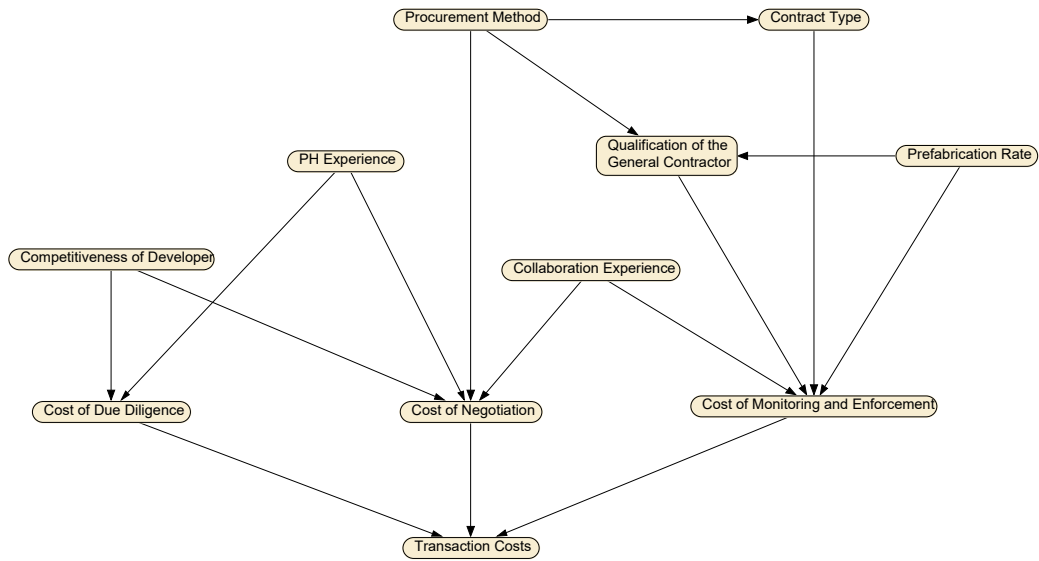 Procurement Method
Contract Type
Qualification of the
General Contractor
Prefabrication Rate
PH Experience
Competitiveness of Developer
Collaboration Experience
Cost of Due Diligence
Cost of Negotiation
Cost of Monitoring and Enforcement
Transaction Costs